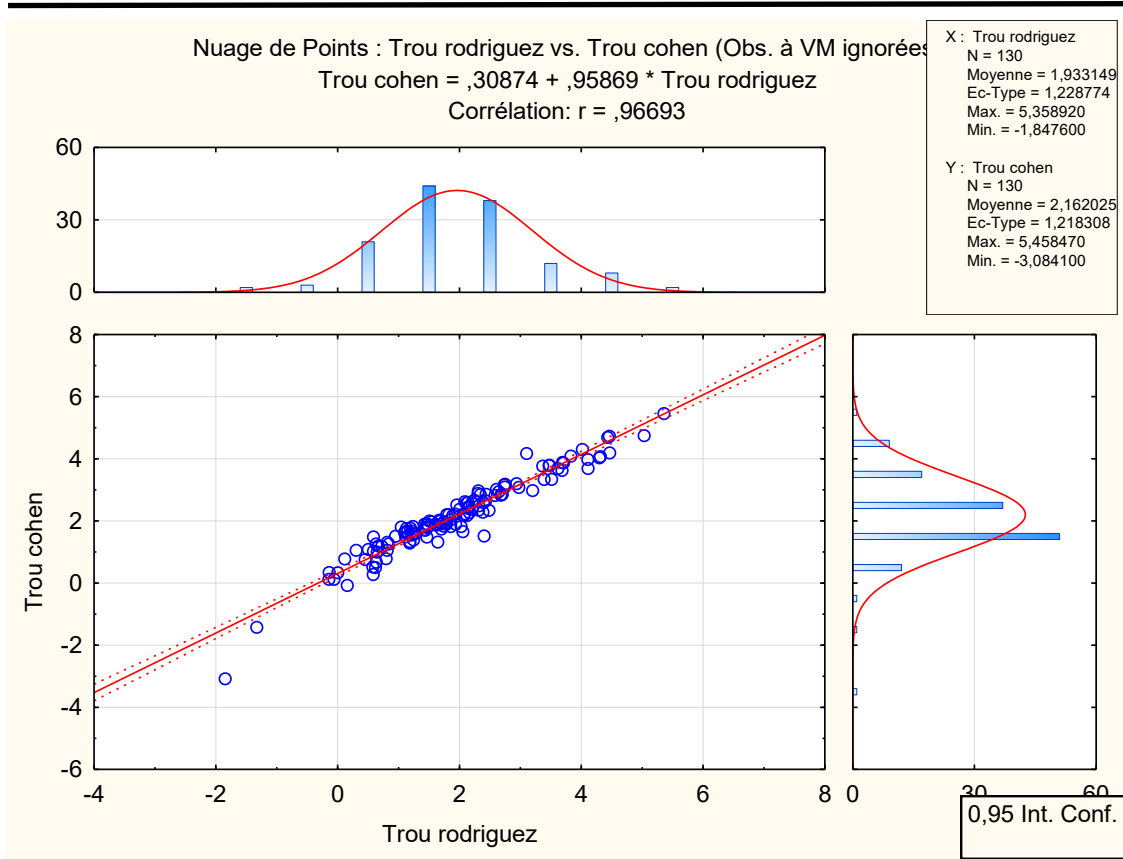 Nuage de Points : Trou rodriguez vs. Trou cohen (Obs. à VM ignorées
Trou cohen = ,30874 + ,95869 * Trou rodriguez
Corrélation: r = ,96693
X : Trou rodriguez
N = 130
Moyenne = 1,933149
Ec-Type = 1,228774
Max. = 5,358920
Min. = -1,847600
Y : Trou cohen
N = 130
Moyenne = 2,162025
Ec-Type = 1,218308
Max. = 5,458470
Min. = -3,084100
60
30
0
8
6
4
2
0
-2
-4
-6
Trou cohen
-4 -2 0 2 4 6 8
Trou rodriguez
0 30 60
0,95 Int. Conf.